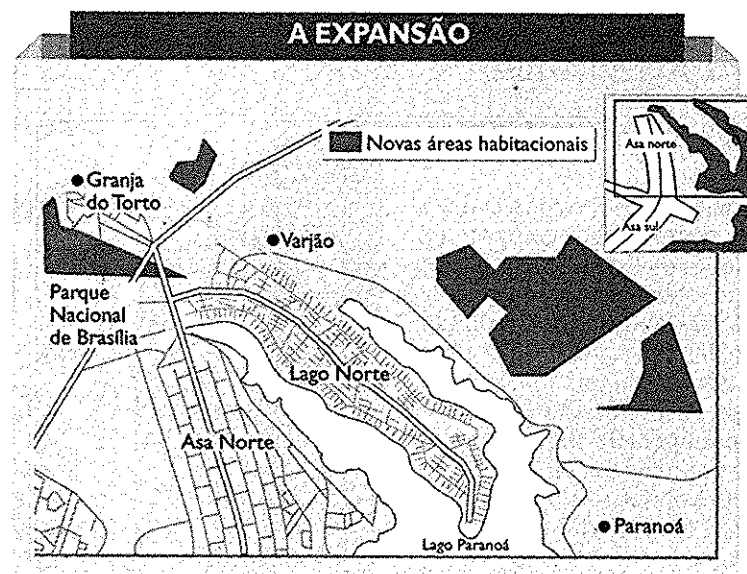 A EXPANSÃO
Novas áreas habitacionais
Asa norte
Asa sul
Granja
do Torto
Varjão
Parque
Nacional
de Brasília
Lago Norte
Asa Norte
Lago Paranoá
Paranoá